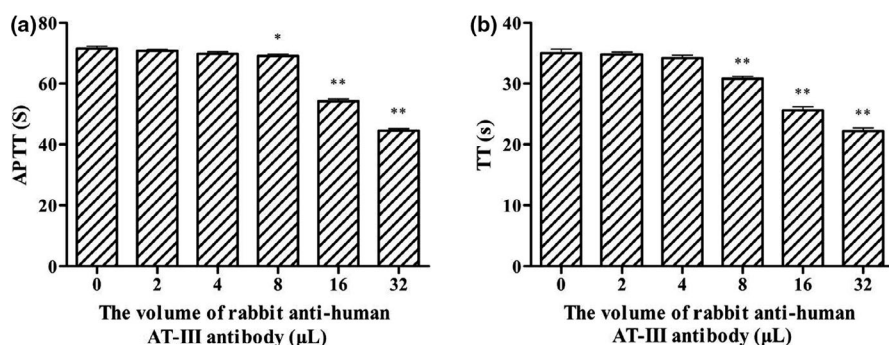 (a)
80
60
40
20
0
APTT (S)
*
**
**
0 2 4 8 16 32
The volume of rabbit anti-human
AT-III antibody (μL)
(b)
40
30
20
10
0
TT (s)
**
**
**
0 2 4 8 16 32
The volume of rabbit anti-human
AT-III antibody (μL)